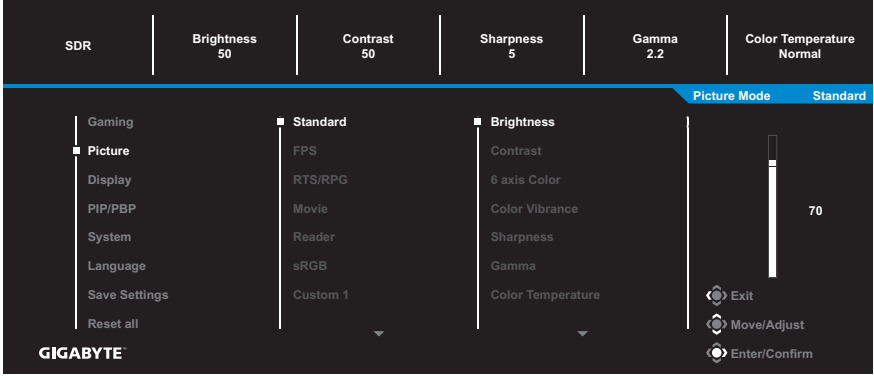 SDR
Brightness
50
Contrast
50
Sharpness
5
Gamma
2.2
Color Temperature
Normal
Picture Mode Standard
Gaming
Picture
Display
PIP/PBP
System
Language
Save Settings
Reset all
Standard
FPS
RTS/RPG
Movie
Reader
sRGB
Custom 1
Brightness
Contrast
6 axis Color
Color Vibrance
Sharpness
Gamma
Color Temperature
70
Exit
Move/Adjust
Enter/Confirm
GIGABYTE™